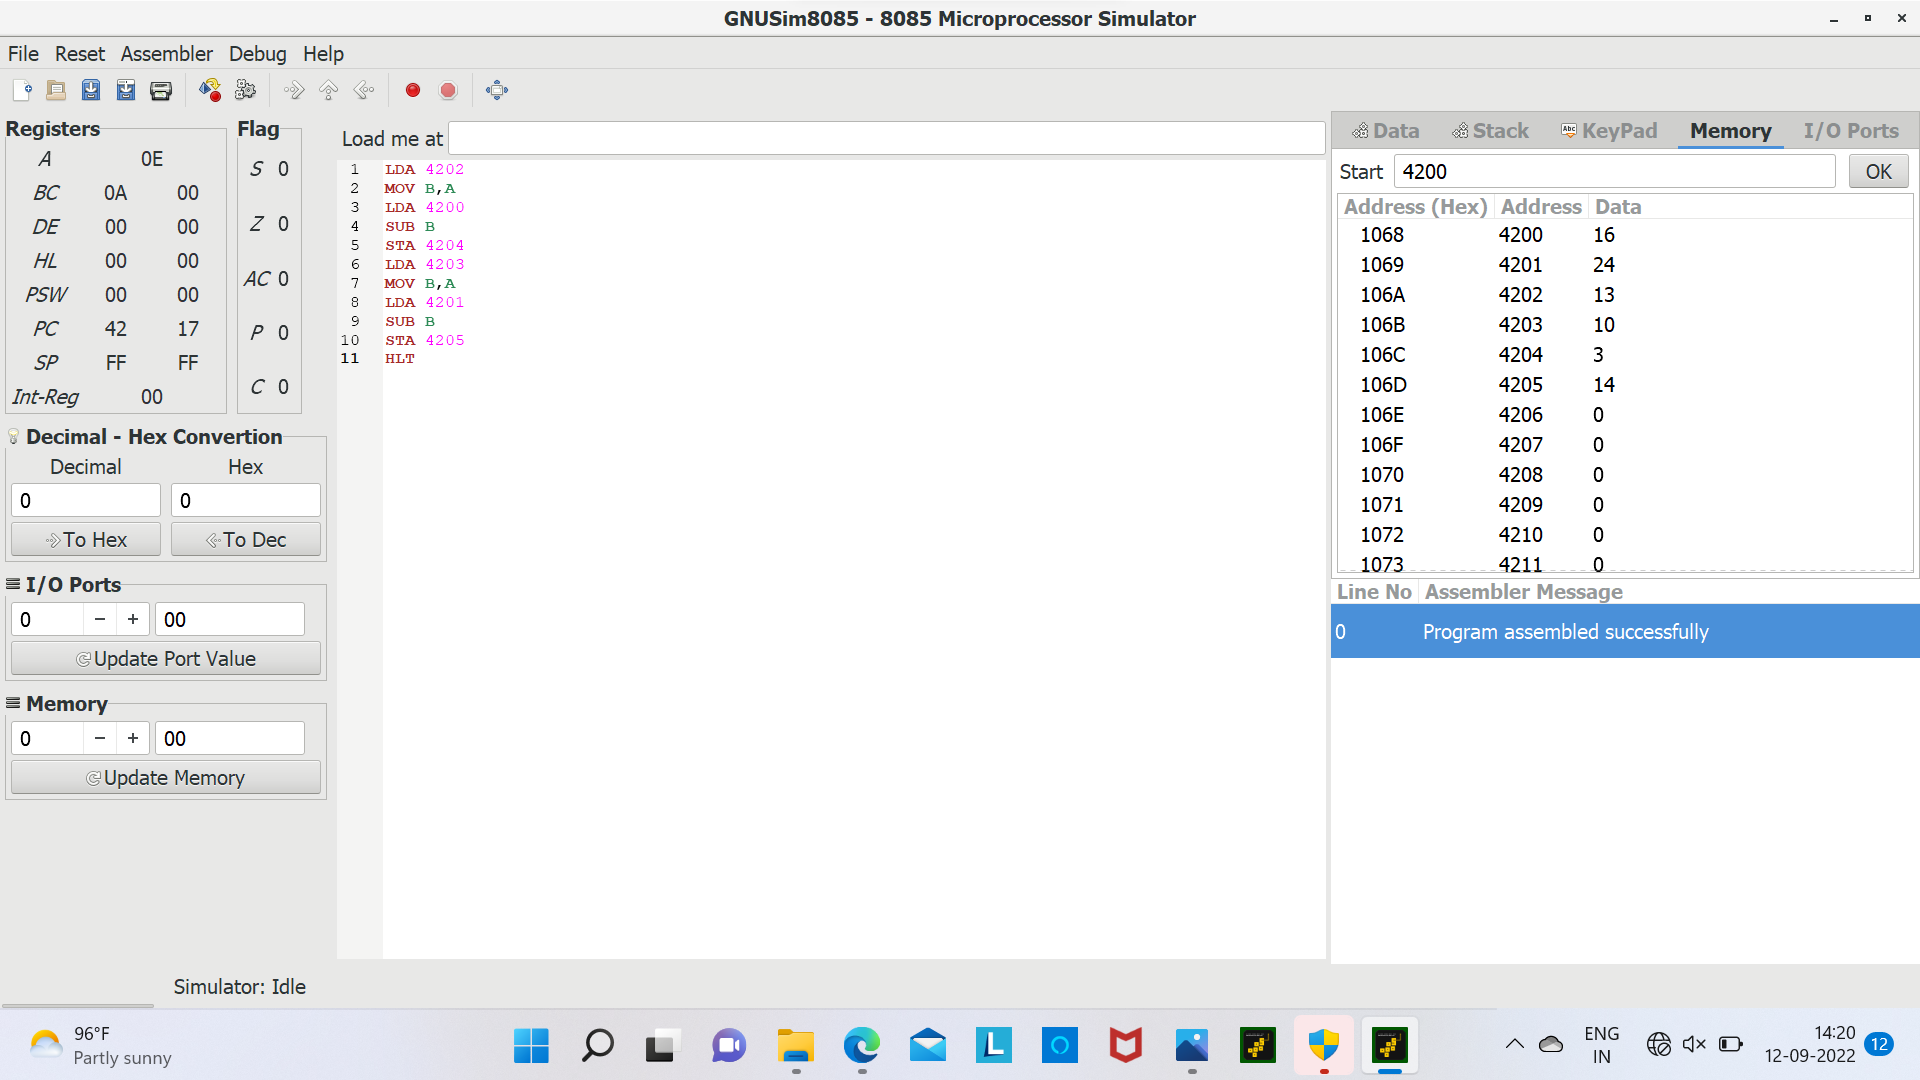 GNUSim8085 - 8085 Microprocessor Simulator
File Reset Assembler Debug Help
Registers
A 0E
BC 0A 00
DE 00 00
HL 00 00
PSW 00 00
PC 42 17
SP FF FF
Int-Reg 00
Flag
S 0
Z 0
AC 0
P 0
C 0
Decimal - Hex Convertion
Decimal Hex
0 0
To Hex To Dec
I/O Ports
0 − + 00
Update Port Value
Memory
0 − + 00
Update Memory
Simulator: Idle
Load me at
1 LDA 4202
2 MOV B,A
3 LDA 4200
4 SUB B
5 STA 4204
6 LDA 4203
7 MOV B,A
8 LDA 4201
9 SUB B
10 STA 4205
11 HLT
Data Stack Abc KeyPad Memory I/O Ports
Start 4200 OK
Address (Hex) Address Data
1068 4200 16
1069 4201 24
106A 4202 13
106B 4203 10
106C 4204 3
106D 4205 14
106E 4206 0
106F 4207 0
1070 4208 0
1071 4209 0
1072 4210 0
1073 4211 0
Line No Assembler Message
0 Program assembled successfully
96°F
Partly sunny
L
ENG
IN
14:20
12-09-2022
12